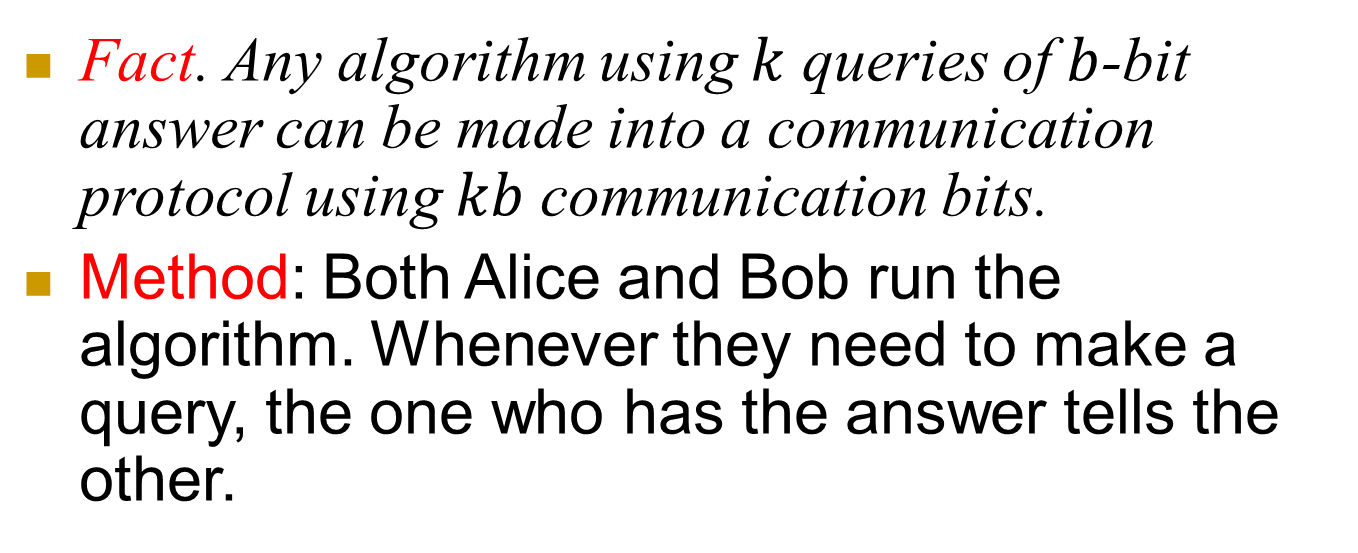 Fact. Any algorithm using k queries of b-bit
answer can be made into a communication
protocol using kb communication bits.
Method: Both Alice and Bob run the
algorithm. Whenever they need to make a
query, the one who has the answer tells the
other.